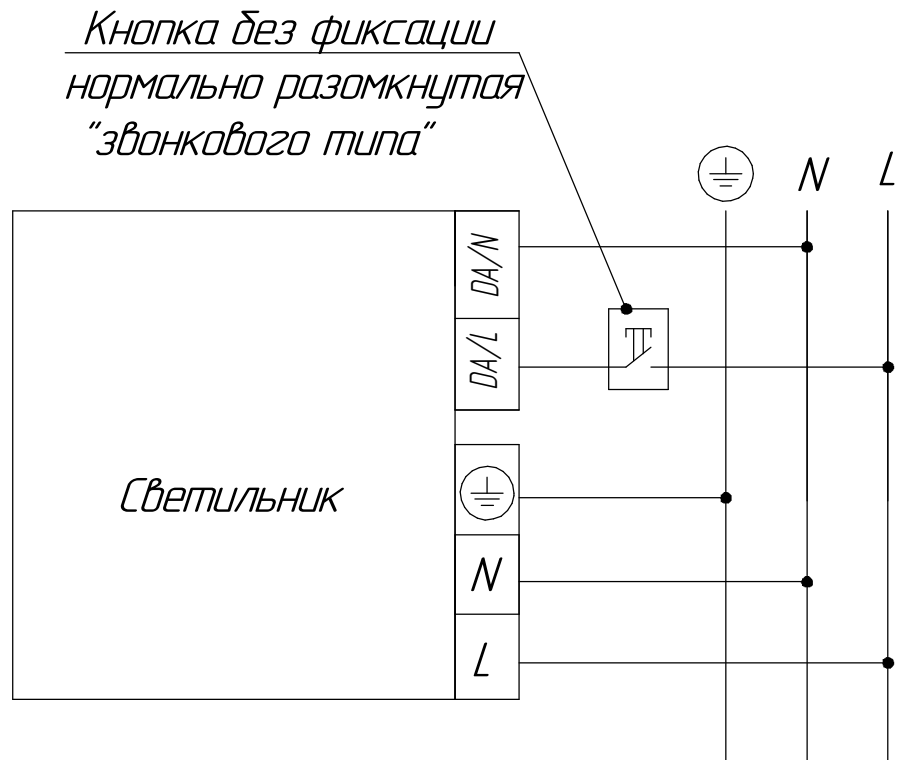 Кнопка без фиксации
нормально разомкнутая
"звонкового типа"
N
L
DA/N
DA/L
Светильник
N
L